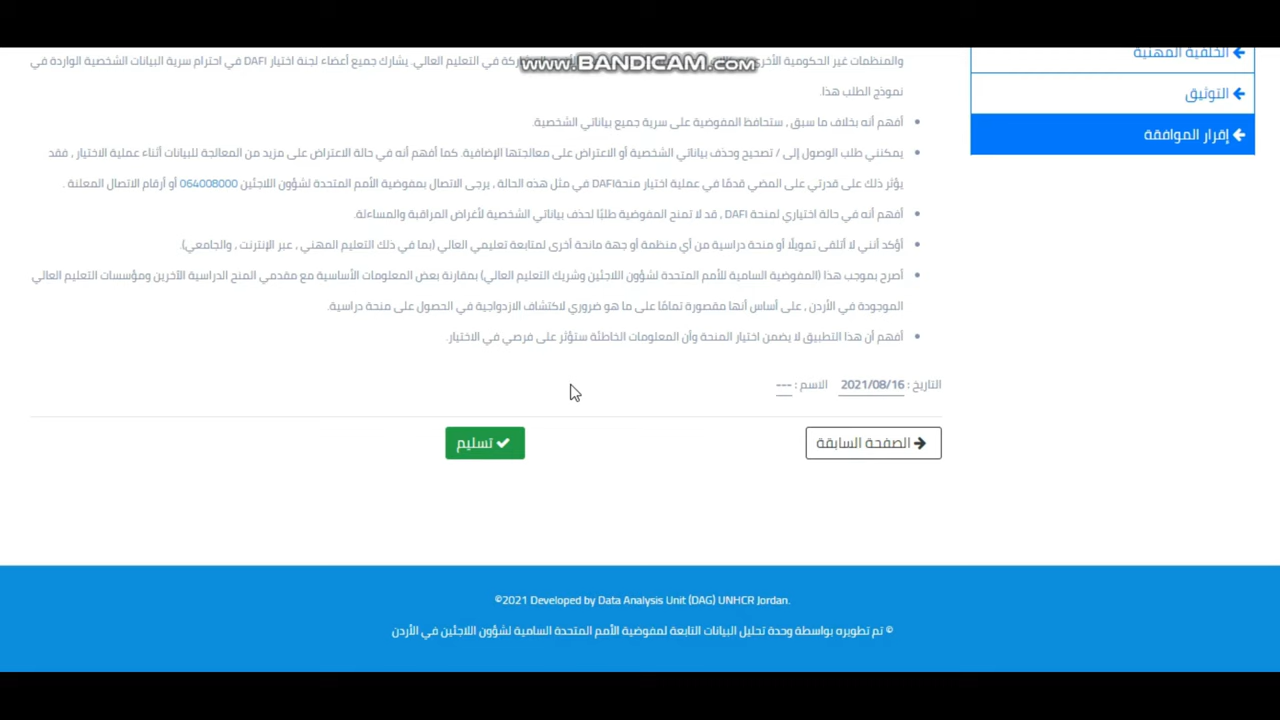 www.BANDICAM.com
الخلفية المهنية
التوثيق
إقرار الموافقة
والمنظمات غير الحكومية الأخرى كة في التعليم العالي. يشارك جميع أعضاء لجنة اختيار DAFI في احترام سرية البيانات الشخصية الواردة في
نموذج الطلب هذا.
أفهم أنه بخلاف ما سبق ، ستحافظ المفوضية على سرية جميع بياناتي الشخصية.
يمكنني طلب الوصول إلى / تصحيح وحذف بياناتي الشخصية أو الاعتراض على معالجتها الإضافية. كما أفهم أنه في حالة الاعتراض على مزيد من المعالجة للبيانات أثناء عملية الاختيار ، فقد
يؤثر ذلك على قدرتي على المضي قدمًا في عملية اختيار منحةDAFI في مثل هذه الحالة ، يرجى الاتصال بمفوضية الأمم المتحدة لشؤون اللاجئين 064008000 أو أرقام الاتصال المعلنة .
أفهم أنه في حالة اختياري لمنحة DAFI ، قد لا تمنح المفوضية طلبًا لحذف بياناتي الشخصية لأغراض المراقبة والمساءلة.
أؤكد أنني لا أتلقى تمويلًا أو منحة دراسية من أي منظمة أو جهة مانحة أخرى لمتابعة تعليمي العالي (بما في ذلك التعليم المهني ، عبر الإنترنت ، والجامعي).
أصرح بموجب هذا (المفوضية السامية للأمم المتحدة لشؤون اللاجئين وشريك التعليم العالي) بمقارنة بعض المعلومات الأساسية مع مقدمي المنح الدراسية الآخرين ومؤسسات التعليم العالي
الموجودة في الأردن ، على أساس أنها مقصورة تمامًا على ما هو ضروري لاكتشاف الازدواجية في الحصول على منحة دراسية.
أفهم أن هذا التطبيق لا يضمن اختيار المنحة وأن المعلومات الخاطئة ستؤثر على فرصي في الاختيار.
التاريخ : 2021/08/16 الاسم : ---
الصفحة السابقة
تسليم
©2021 Developed by Data Analysis Unit (DAG) UNHCR Jordan.
© تم تطويره بواسطة وحدة تحليل البيانات التابعة لمفوضية الأمم المتحدة السامية لشؤون اللاجئين في الأردن